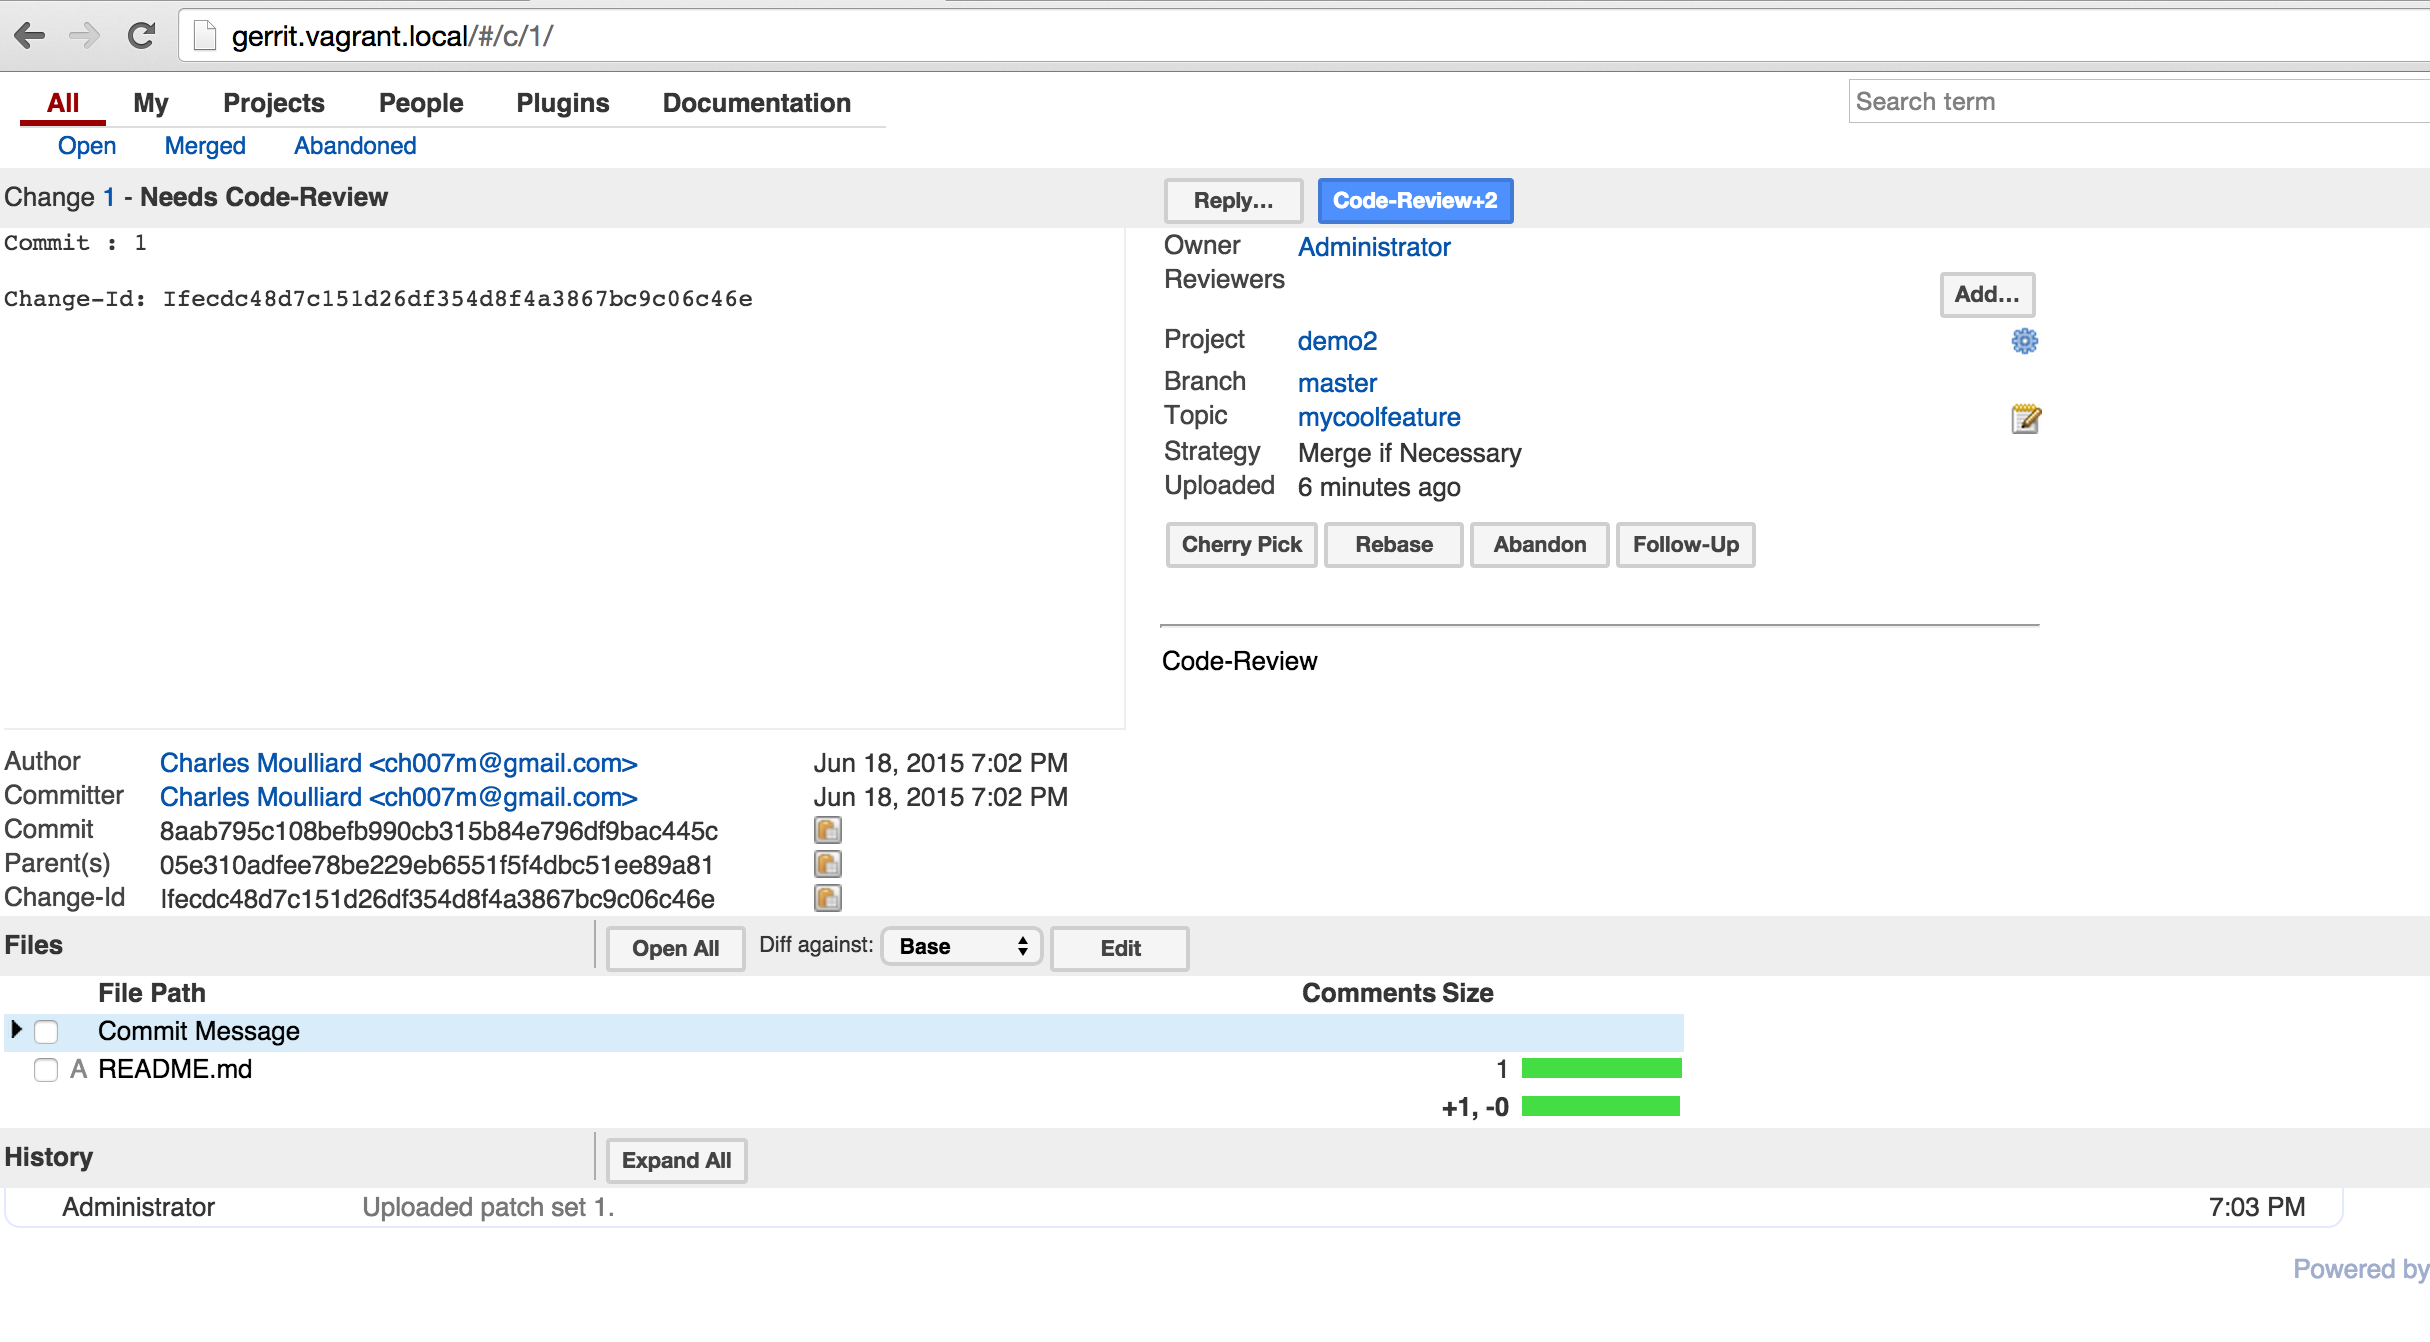 gerrit.vagrant.local/#/c/1/
All My Projects People Plugins Documentation
Search term
Open Merged Abandoned
Change 1 - Needs Code-Review
Reply... Code-Review+2
Commit : 1
Change-Id: Ifecdc48d7c151d26df354d8f4a3867bc9c06c46e
Owner Administrator
Reviewers
Add...
Project demo2
Branch master
Topic mycoolfeature
Strategy Merge if Necessary
Uploaded 6 minutes ago
Cherry Pick Rebase Abandon Follow-Up
Code-Review
Author Charles Moulliard <ch007m@gmail.com> Jun 18, 2015 7:02 PM
Committer Charles Moulliard <ch007m@gmail.com> Jun 18, 2015 7:02 PM
Commit 8aab795c108befb990cb315b84e796df9bac445c
Parent(s) 05e310adfee78be229eb6551f5f4dbc51ee89a81
Change-Id Ifecdc48d7c151d26df354d8f4a3867bc9c06c46e
Files Open All Diff against: Base Edit
File Path Comments Size
Commit Message
A README.md 1
+1, -0
History Expand All
Administrator Uploaded patch set 1. 7:03 PM
Powered by